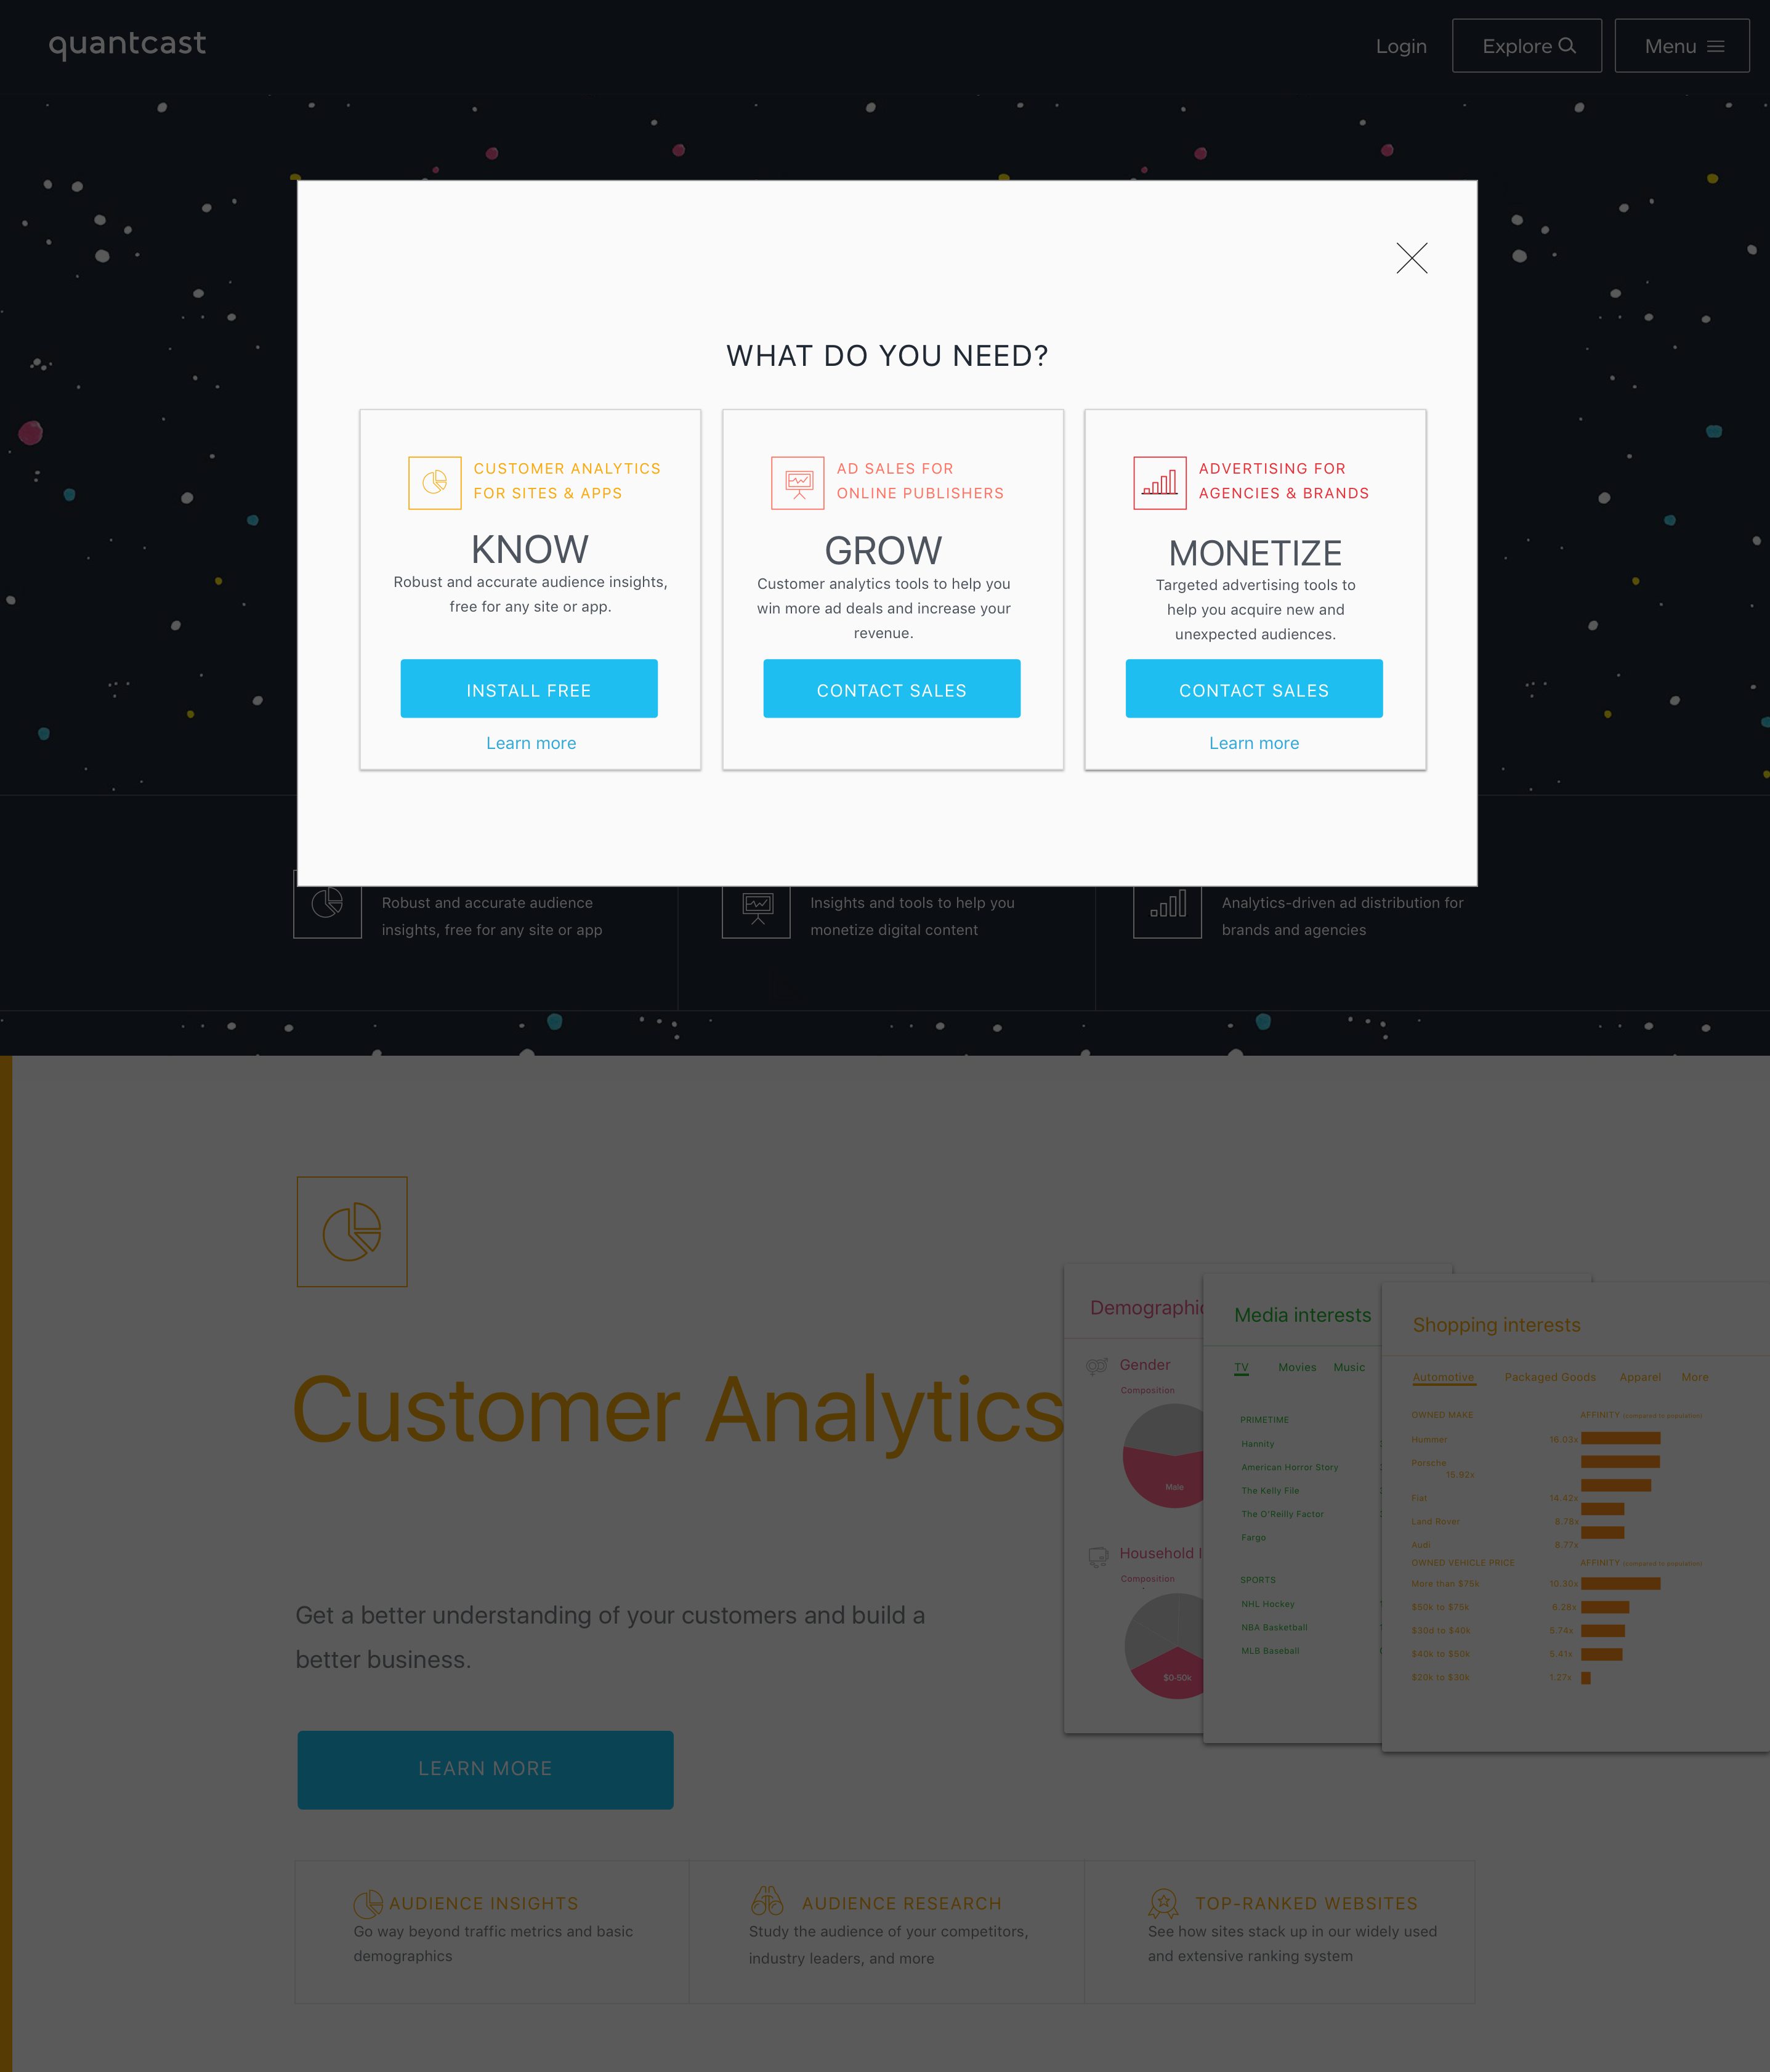 quantcast
Login
Explore
Menu
WHAT DO YOU NEED?
CUSTOMER ANALYTICS
FOR SITES & APPS
KNOW
Robust and accurate audience insights,
free for any site or app.
INSTALL FREE
Learn more
AD SALES FOR
ONLINE PUBLISHERS
GROW
Customer analytics tools to help you
win more ad deals and increase your
revenue.
CONTACT SALES
ADVERTISING FOR
AGENCIES & BRANDS
MONETIZE
Targeted advertising tools to
help you acquire new and
unexpected audiences.
CONTACT SALES
Learn more
Robust and accurate audience
insights, free for any site or app
Insights and tools to help you
monetize digital content
Analytics-driven ad distribution for
brands and agencies
Customer Analytics
Get a better understanding of your customers and build a
better business.
LEARN MORE
Demographic
Gender
Composition
Male
Household I
Composition
$0-50k
Media interests
TV Movies Music
PRIMETIME
Hannity
American Horror Story
The Kelly File
The O'Reilly Factor
Fargo
SPORTS
NHL Hockey
NBA Basketball
MLB Baseball
Shopping interests
Automotive Packaged Goods Apparel More
OWNED MAKE AFFINITY (compared to population)
Hummer 16.03x
Porsche
15.92x
Fiat 14.42x
Land Rover 8.78x
Audi 8.77x
OWNED VEHICLE PRICE AFFINITY (compared to population)
More than $75k 10.30x
$50k to $75k 6.28x
$30d to $40k 5.74x
$40k to $50k 5.41x
$20k to $30k 1.27x
AUDIENCE INSIGHTS
Go way beyond traffic metrics and basic
demographics
AUDIENCE RESEARCH
Study the audience of your competitors,
industry leaders, and more
TOP-RANKED WEBSITES
See how sites stack up in our widely used
and extensive ranking system